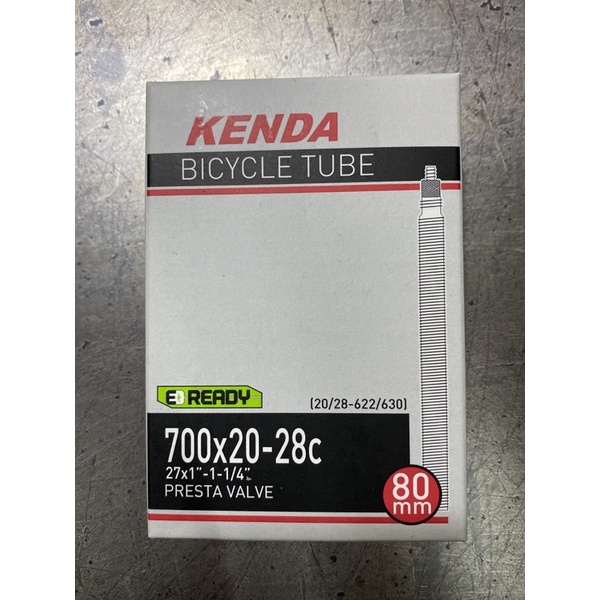 KENDA
BICYCLE TUBE
READY
(20/28-622/630)
700x20-28c
27x1"-1-1/4"
PRESTA VALVE
80
mm